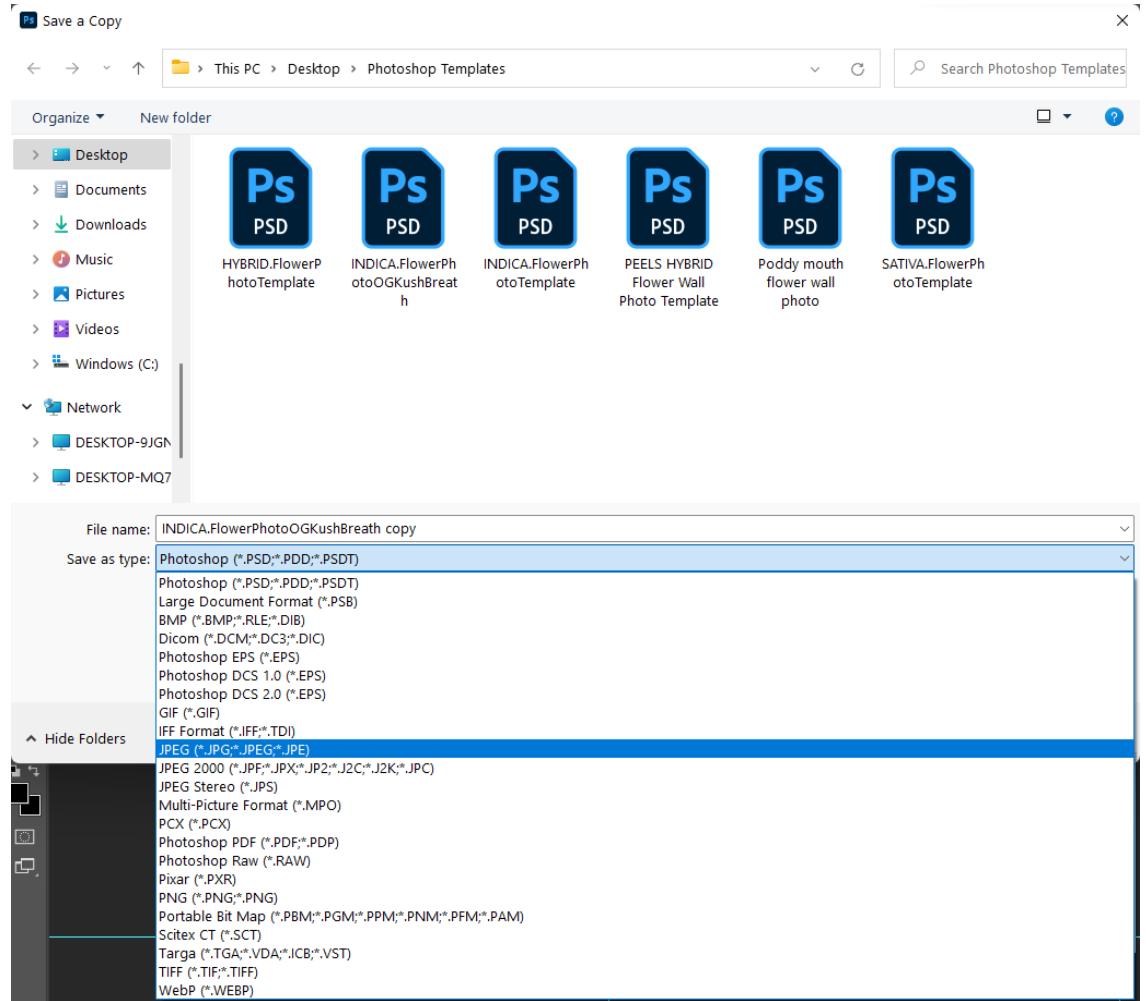 Ps Save a Copy
This PC > Desktop > Photoshop Templates
Search Photoshop Templates
Organize New folder
?
Desktop
Documents
Downloads
Music
Pictures
Videos
Windows (C:)
Network
DESKTOP-9JGN
DESKTOP-MQ7
Ps
PSD
HYBRID.FlowerP
hotoTemplate
Ps
PSD
INDICA.FlowerPh
otoOGKushBreat
h
Ps
PSD
INDICA.FlowerPh
otoTemplate
Ps
PSD
PEELS HYBRID
Flower Wall
Photo Template
Ps
PSD
Poddy mouth
flower wall
photo
Ps
PSD
SATIVA.FlowerPh
otoTemplate
File name: INDICA.FlowerPhotoOGKushBreath copy
Save as type: Photoshop (*.PSD;*.PDD;*.PSDT)
Photoshop (*.PSD;*.PDD;*.PSDT)
Large Document Format (*.PSB)
BMP (*.BMP;*.RLE;*.DIB)
Dicom (*.DCM;*.DC3;*.DIC)
Photoshop EPS (*.EPS)
Photoshop DCS 1.0 (*.EPS)
Photoshop DCS 2.0 (*.EPS)
GIF (*.GIF)
IFF Format (*.IFF;*.TDI)
JPEG (*.JPG;*.JPEG;*.JPE)
JPEG 2000 (*.JPF;*.JPX;*.JP2;*.J2C;*.J2K;*.JPC)
JPEG Stereo (*.JPS)
Multi-Picture Format (*.MPO)
PCX (*.PCX)
Photoshop PDF (*.PDF;*.PDP)
Photoshop Raw (*.RAW)
Pixar (*.PXR)
PNG (*.PNG;*.PNG)
Portable Bit Map (*.PBM;*.PGM;*.PPM;*.PNM;*.PFM;*.PAM)
Scitex CT (*.SCT)
Targa (*.TGA;*.VDA;*.ICB;*.VST)
TIFF (*.TIF;*.TIFF)
WebP (*.WEBP)
Hide Folders